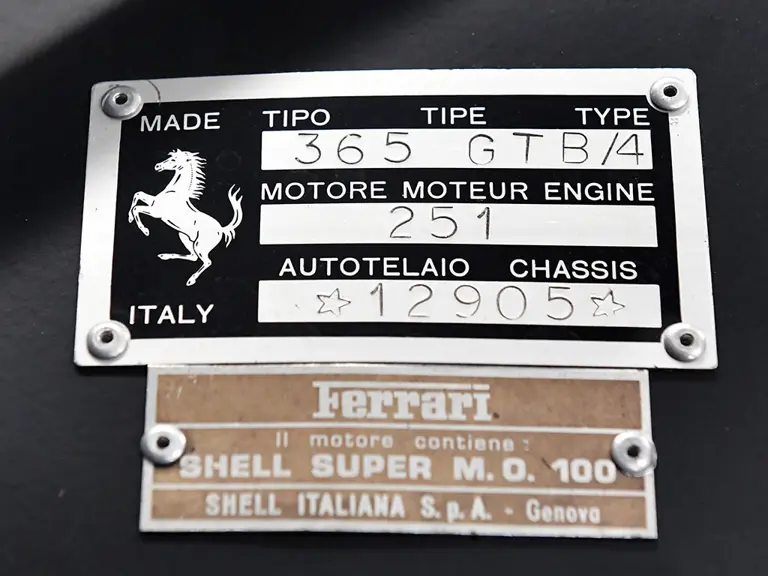 MADE
TIPO TIPE TYPE
365 GTB/4
MOTORE MOTEUR ENGINE
251
AUTOTELAIO CHASSIS
☆12905☆
ITALY
Ferrari
Il motore contiene:
SHELL SUPER M.O. 100
SHELL ITALIANA S.p.A. - Genova